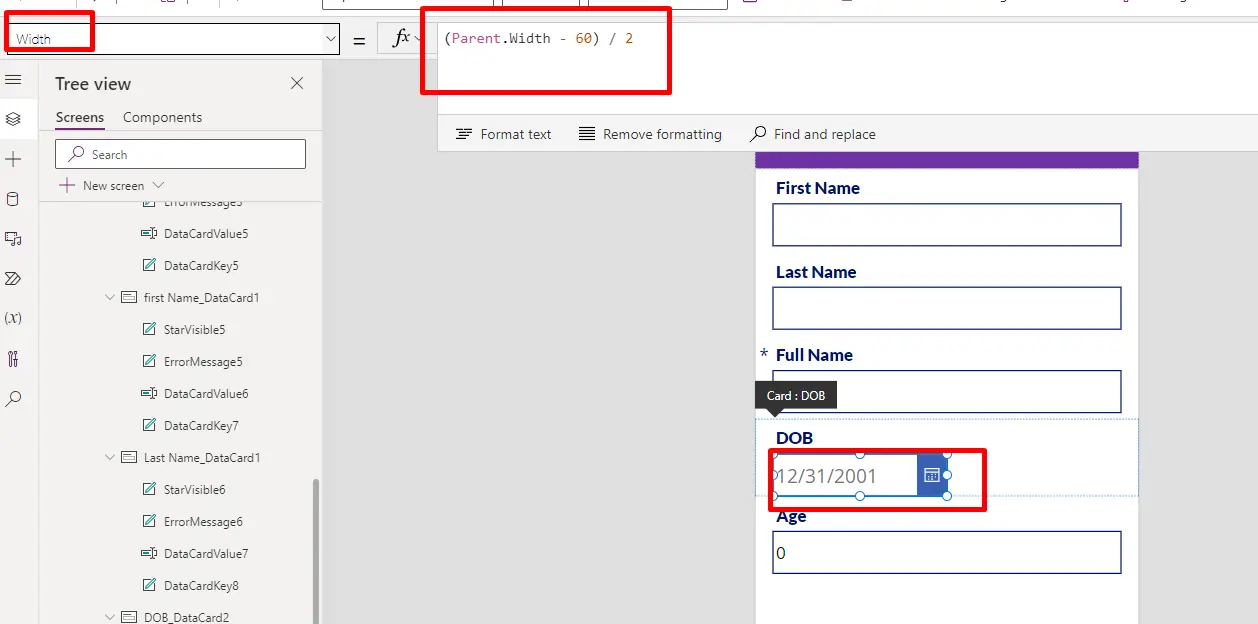 Width
=
fx
(Parent.Width - 60) / 2
Tree view
Screens Components
Search
New screen
Format text Remove formatting Find and replace
ErrorMessage3
DataCardValue5
DataCardKey5
first Name_DataCard1
StarVisible5
ErrorMessage5
DataCardValue6
DataCardKey7
Last Name_DataCard1
StarVisible6
ErrorMessage6
DataCardValue7
DataCardKey8
DOB_DataCard2
(x)
First Name
Last Name
* Full Name
Card : DOB
DOB
12/31/2001
Age
0